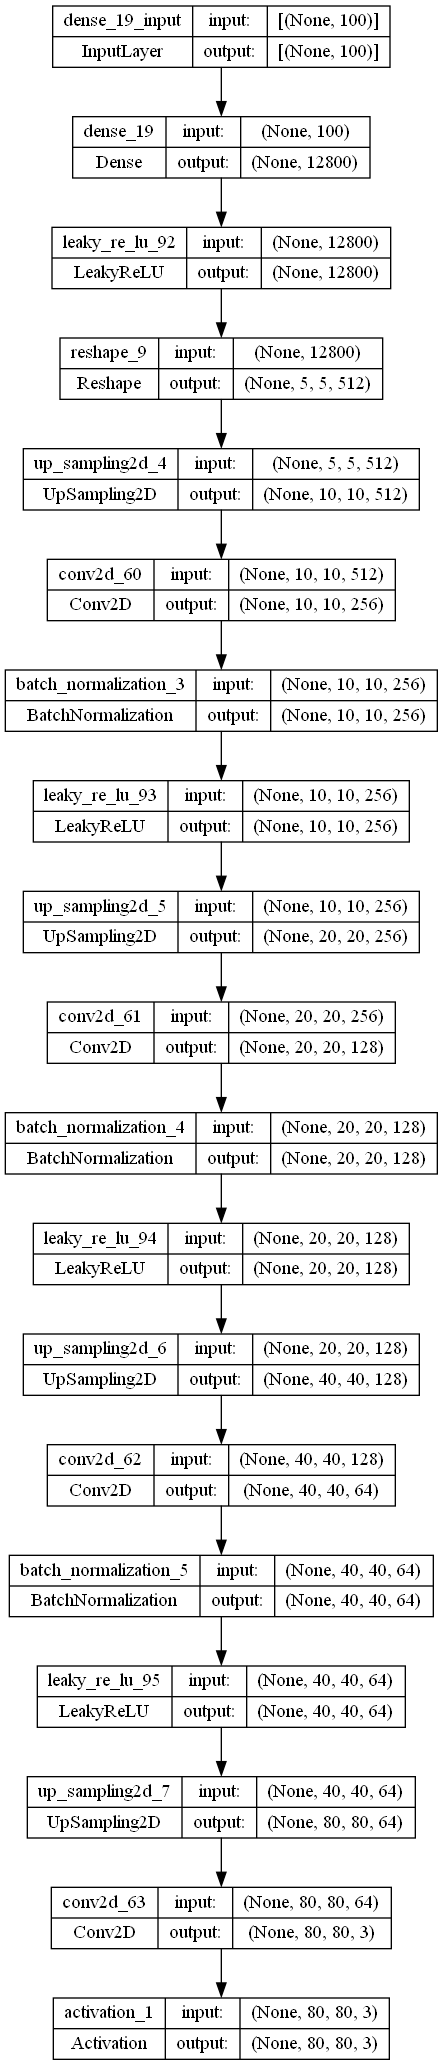 dense_19_input input: [(None, 100)]
InputLayer output: [(None, 100)]
dense_19 input: (None, 100)
Dense output: (None, 12800)
leaky_re_lu_92 input: (None, 12800)
LeakyReLU output: (None, 12800)
reshape_9 input: (None, 12800)
Reshape output: (None, 5, 5, 512)
up_sampling2d_4 input: (None, 5, 5, 512)
UpSampling2D output: (None, 10, 10, 512)
conv2d_60 input: (None, 10, 10, 512)
Conv2D output: (None, 10, 10, 256)
batch_normalization_3 input: (None, 10, 10, 256)
BatchNormalization output: (None, 10, 10, 256)
leaky_re_lu_93 input: (None, 10, 10, 256)
LeakyReLU output: (None, 10, 10, 256)
up_sampling2d_5 input: (None, 10, 10, 256)
UpSampling2D output: (None, 20, 20, 256)
conv2d_61 input: (None, 20, 20, 256)
Conv2D output: (None, 20, 20, 128)
batch_normalization_4 input: (None, 20, 20, 128)
BatchNormalization output: (None, 20, 20, 128)
leaky_re_lu_94 input: (None, 20, 20, 128)
LeakyReLU output: (None, 20, 20, 128)
up_sampling2d_6 input: (None, 20, 20, 128)
UpSampling2D output: (None, 40, 40, 128)
conv2d_62 input: (None, 40, 40, 128)
Conv2D output: (None, 40, 40, 64)
batch_normalization_5 input: (None, 40, 40, 64)
BatchNormalization output: (None, 40, 40, 64)
leaky_re_lu_95 input: (None, 40, 40, 64)
LeakyReLU output: (None, 40, 40, 64)
up_sampling2d_7 input: (None, 40, 40, 64)
UpSampling2D output: (None, 80, 80, 64)
conv2d_63 input: (None, 80, 80, 64)
Conv2D output: (None, 80, 80, 3)
activation_1 input: (None, 80, 80, 3)
Activation output: (None, 80, 80, 3)